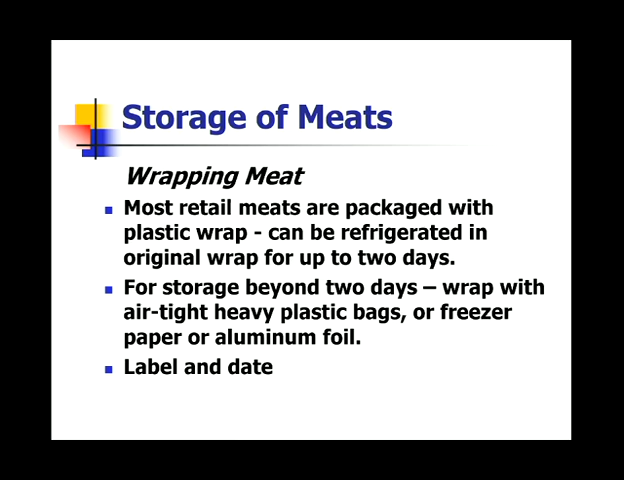 Storage of Meats
Wrapping Meat
Most retail meats are packaged with
plastic wrap - can be refrigerated in
original wrap for up to two days.
For storage beyond two days – wrap with
air-tight heavy plastic bags, or freezer
paper or aluminum foil.
Label and date